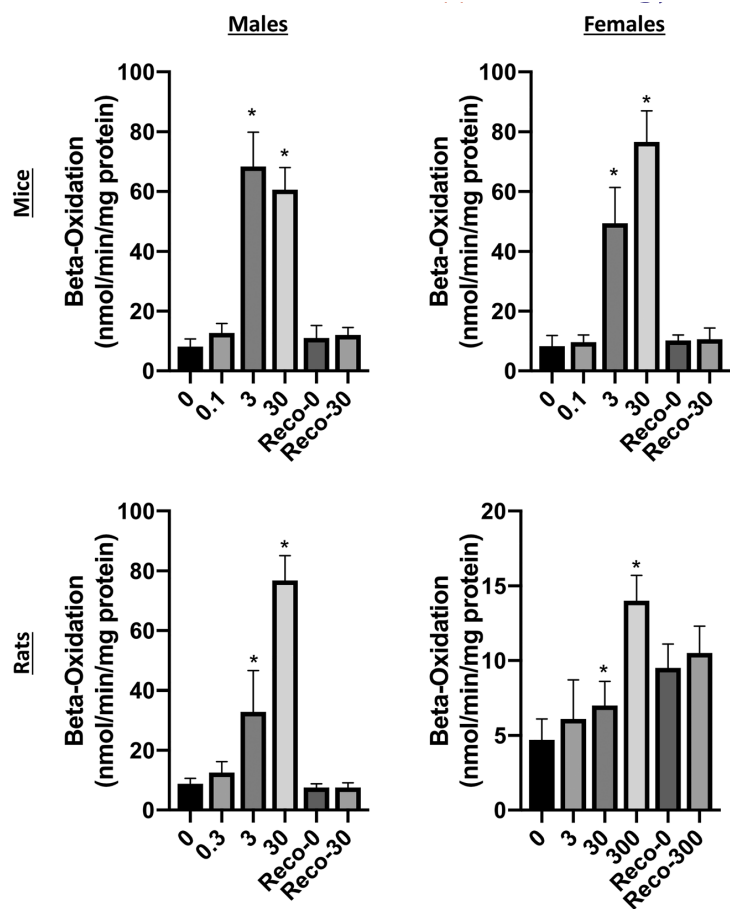 Males
Females
Mice
Beta-Oxidation
(nmol/min/mg protein)
100
80
60
40
20
0
*
*
0
0.1
3
30
Reco-0
Reco-30
Beta-Oxidation
(nmol/min/mg protein)
100
80
60
40
20
0
*
*
0
0.1
3
30
Reco-0
Reco-30
Rats
Beta-Oxidation
(nmol/min/mg protein)
100
80
60
40
20
0
*
*
0
0.3
3
30
Reco-0
Reco-30
Beta-Oxidation
(nmol/min/mg protein)
20
15
10
5
0
*
*
0
3
30
300
Reco-0
Reco-300